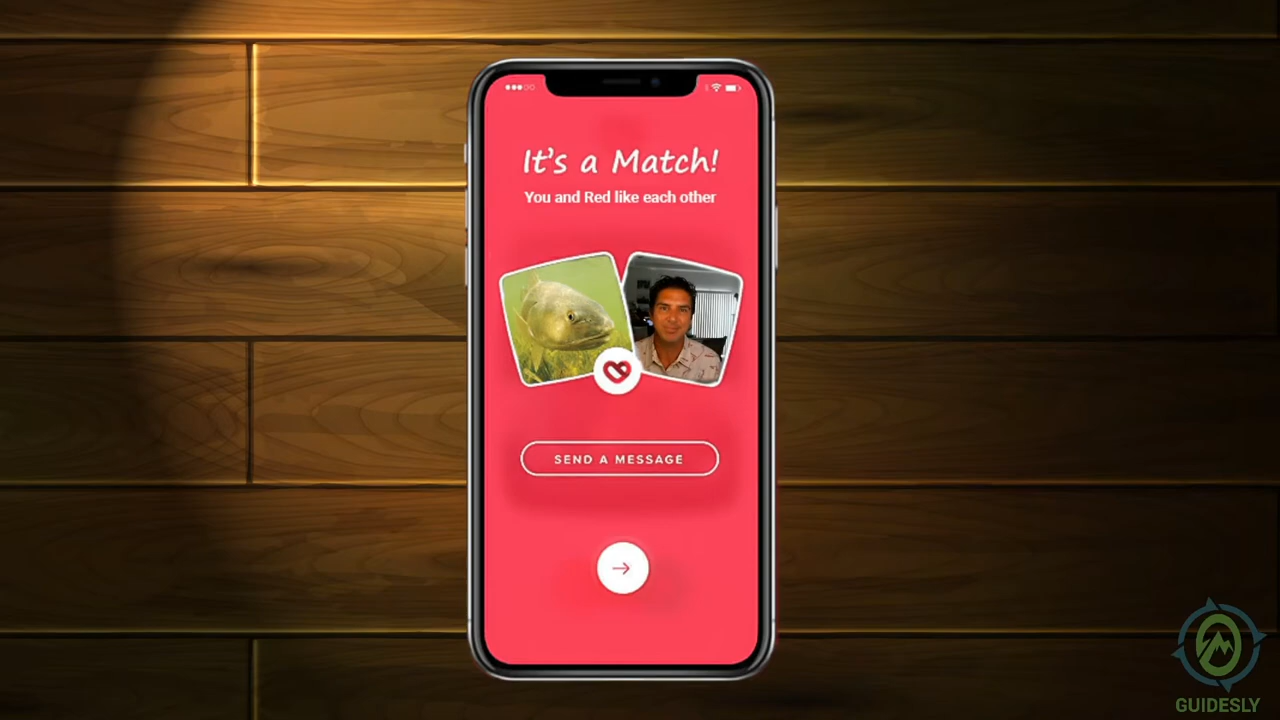 It's a Match!
You and Red like each other
SEND A MESSAGE
GUIDESLY